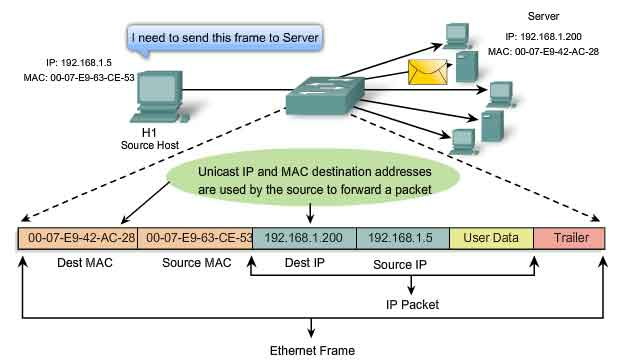 I need to send this frame to Server
Server
IP: 192.168.1.200
MAC: 00-07-E9-42-AC-28
IP: 192.168.1.5
MAC: 00-07-E9-63-CE-53
H1
Source Host
Unicast IP and MAC destination addresses
are used by the source to forward a packet
00-07-E9-42-AC-28 00-07-E9-63-CE-53 192.168.1.200 192.168.1.5 User Data Trailer
Dest MAC Source MAC Dest IP Source IP
IP Packet
Ethernet Frame